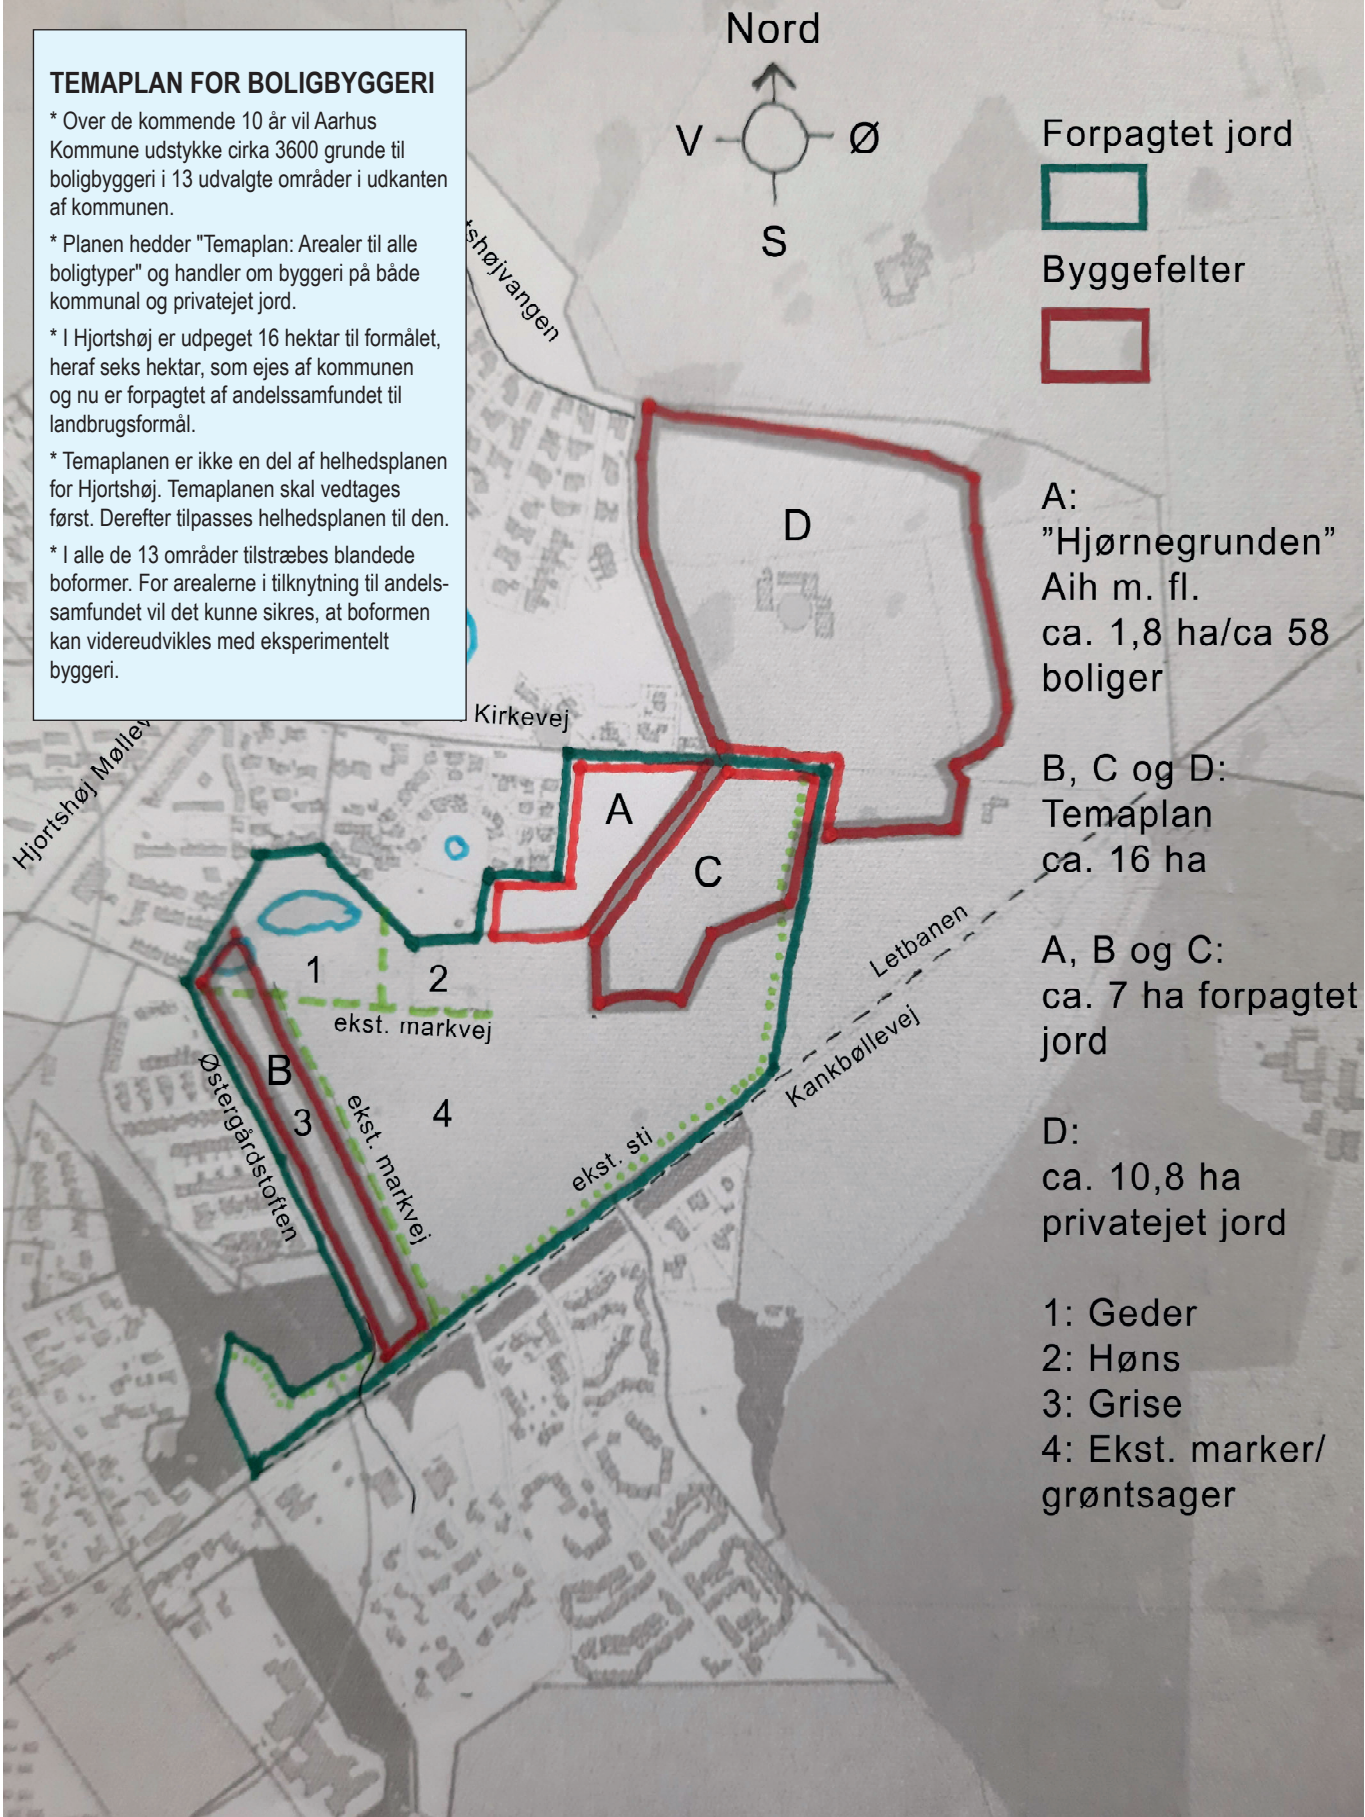 TEMAPLAN FOR BOLIGBYGGERI
* Over de kommende 10 år vil Aarhus
Kommune udstykke cirka 3600 grunde til
boligbyggeri i 13 udvalgte områder i udkanten
af kommunen.
* Planen hedder "Temaplan: Arealer til alle
boligtyper" og handler om byggeri på både
kommunal og privatejet jord.
* I Hjortshøj er udpeget 16 hektar til formålet,
heraf seks hektar, som ejes af kommunen
og nu er forpagtet af andelssamfundet til
landbrugsformål.
* Temaplanen er ikke en del af helhedsplanen
for Hjortshøj. Temaplanen skal vedtages
først. Derefter tilpasses helhedsplanen til den.
* I alle de 13 områder tilstræbes blandede
boformer. For arealerne i tilknytning til andels-
samfundet vil det kunne sikres, at boformen
kan videreudvikles med eksperimentelt
byggeri.
Nord
V
Ø
S
tshøjvangen
Kirkevej
Hjortshøj Møllev
D
A
C
1
2
ekst. markvej
B
3
4
Østergårdstoften
ekst. markvej
ekst. sti
Letbanen
Kankbøllevej
Forpagtet jord
Byggefelter
A:
”Hjørnegrunden”
Aih m. fl.
ca. 1,8 ha/ca 58
boliger
B, C og D:
Temaplan
ca. 16 ha
A, B og C:
ca. 7 ha forpagtet
jord
D:
ca. 10,8 ha
privatejet jord
1: Geder
2: Høns
3: Grise
4: Ekst. marker/
grøntsager